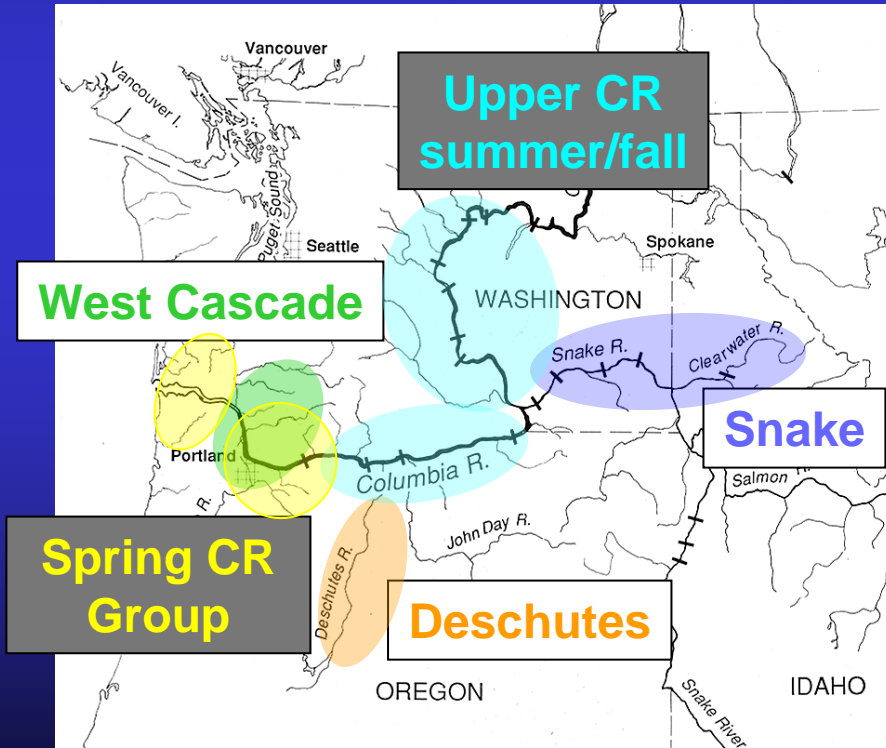 Vancouver
Vancouver I.
Upper CR
summer/fall
Puget Sound
Seattle
Spokane
West Cascade
WASHINGTON
Snake R.
Clearwater R.
Snake
Portland
Columbia R.
Salmon
R.
John Day R.
Spring CR
Group
Deschutes R.
Deschutes
OREGON
IDAHO
Snake River